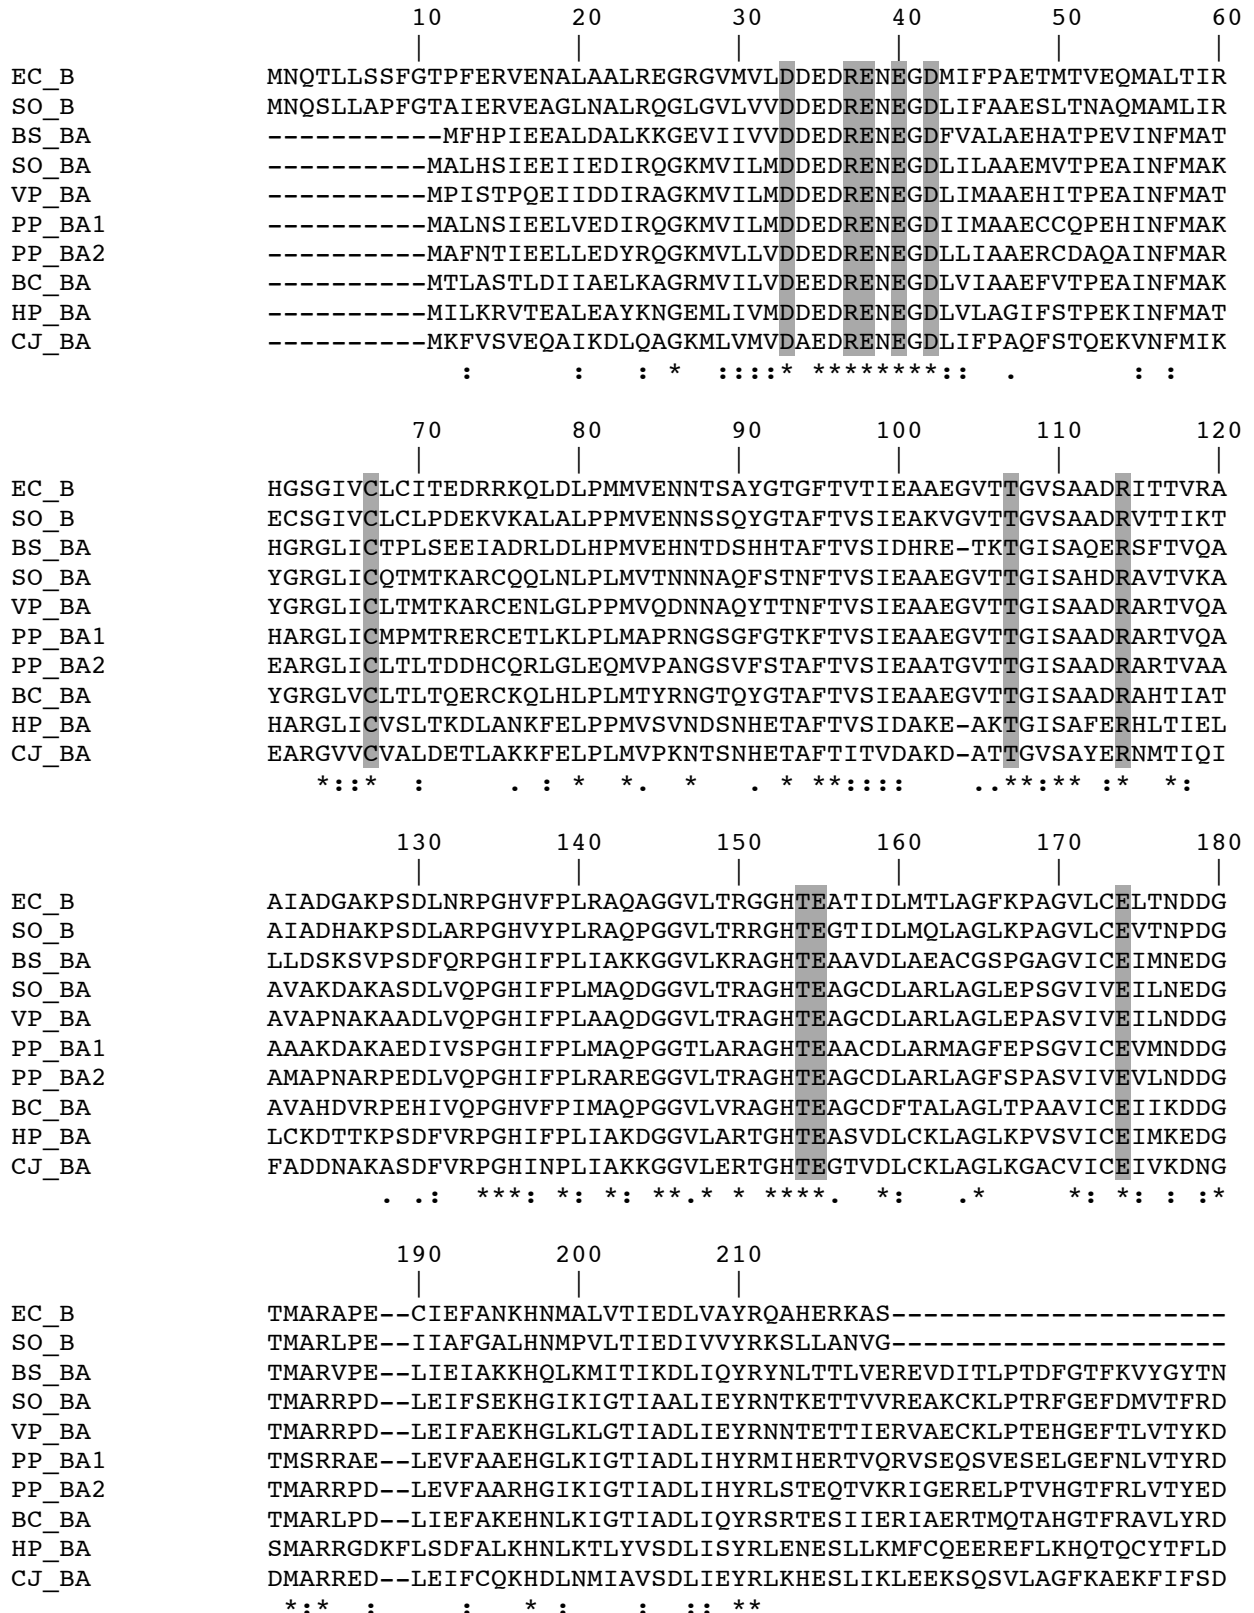 10 20 30 40 50 60
| | | | | |
EC_B MNQTLLSSFGTPFERVENALAALREGRGVMVLDDEDRENEGDMIFPAETMTVEQMALTIR
SO_B MNQSLLAPFGTAIERVEAGLNALRQGLGVLVVDDEDRENEGDLIFAAESLTNAQMAMLIR
BS_BA -----------MFHPIEEALDALKKGEVIIVVDDEDRENEGDFVALAEHATPEVINFMAT
SO_BA ----------MALHSIEEIIEDIRQGKMVILMDDEDRENEGDLILAAEMVTPEAINFMAK
VP_BA ----------MPISTPQEIIDDIRAGKMVILMDDEDRENEGDLIMAAEHITPEAINFMAT
PP_BA1 ----------MALNSIEELVEDIRQGKMVILMDDEDRENEGDIIMAAECCQPEHINFMAK
PP_BA2 ----------MAFNTIEELLEDYRQGKMVLLVDDEDRENEGDLLIAAERCDAQAINFMAR
BC_BA ----------MTLASTLDIIAELKAGRMVILVDEEDRENEGDLVIAAEFVTPEAINFMAK
HP_BA ----------MILKRVTEALEAYKNGEMLIVMDDEDRENEGDLVLAGIFSTPEKINFMAT
CJ_BA ----------MKFVSVEQAIKDLQAGKMLVMVDAEDRENEGDLIFPAQFSTQEKVNFMIK
: : : * ::::* ********:: . : :
70 80 90 100 110 120
| | | | | |
EC_B HGSGIVCLCITEDRRKQLDLPMMVENNTSAYGTGFTVTIEAAEGVTTGVSAADRITTVRA
SO_B ECSGIVCLCLPDEKVKALALPPMVENNSSQYGTAFTVSIEAKVGVTTGVSAADRVTTIKT
BS_BA HGRGLICTPLSEEIADRLDLHPMVEHNTDSHHTAFTVSIDHRE-TKTGISAQERSFTVQA
SO_BA YGRGLICQTMTKARCQQLNLPLMVTNNNAQFSTNFTVSIEAAEGVTTGISAHDRAVTVKA
VP_BA YGRGLICLTMTKARCENLGLPPMVQDNNAQYTTNFTVSIEAAEGVTTGISAADRARTVQA
PP_BA1 HARGLICMPMTRERCETLKLPLMAPRNGSGFGTKFTVSIEAAEGVTTGISAADRARTVQA
PP_BA2 EARGLICLTLTDDHCQRLGLEQMVPANGSVFSTAFTVSIEAATGVTTGISAADRARTVAA
BC_BA YGRGLVCLTLTQERCKQLHLPLMTYRNGTQYGTAFTVSIEAAEGVTTGISAADRAHTIAT
HP_BA HARGLICVSLTKDLANKFELPPMVSVNDSNHETAFTVSIDAKE-AKTGISAFERHLTIEL
CJ_BA EARGVVCVALDETLAKKFELPLMVPKNTSNHETAFTITVDAKD-ATTGVSAYERNMTIQI
*::* : . : * *. * . * **:::: ..**:** :* *:
130 140 150 160 170 180
| | | | | |
EC_B AIADGAKPSDLNRPGHVFPLRAQAGGVLTRGGHTEATIDLMTLAGFKPAGVLCELTNDDG
SO_B AIADHAKPSDLARPGHVYPLRAQPGGVLTRRGHTEGTIDLMQLAGLKPAGVLCEVTNPDG
BS_BA LLDSKSVPSDFQRPGHIFPLIAKKGGVLKRAGHTEAAVDLAEACGSPGAGVICEIMNEDG
SO_BA AVAKDAKASDLVQPGHIFPLMAQDGGVLTRAGHTEAGCDLARLAGLEPSGVIVEILNEDG
VP_BA AVAPNAKAADLVQPGHIFPLAAQDGGVLTRAGHTEAGCDLARLAGLEPASVIVEILNDDG
PP_BA1 AAAKDAKAEDIVSPGHIFPLMAQPGGTLARAGHTEAACDLARMAGFEPSGVICEVMNDDG
PP_BA2 AMAPNARPEDLVQPGHIFPLRAREGGVLTRAGHTEAGCDLARLAGFSPASVIVEVLNDDG
BC_BA AVAHDVRPEHIVQPGHVFPIMAQPGGVLVRAGHTEAGCDFTALAGLTPAAVICEIIKDDG
HP_BA LCKDTTKPSDFVRPGHIFPLIAKDGGVLARTGHTEASVDLCKLAGLKPVSVICEIMKEDG
CJ_BA FADDNAKASDFVRPGHINPLIAKKGGVLERTGHTEGTVDLCKLAGLKGACVICEIVKDNG
. .: ***: *: *: **.* * ****. *: .* *: *: : :*
190 200 210
| | |
EC_B TMARAPE--CIEFANKHNMALVTIEDLVAYRQAHERKAS---------------------
SO_B TMARLPE--IIAFGALHNMPVLTIEDIVVYRKSLLANVG---------------------
BS_BA TMARVPE--LIEIAKKHQLKMITIKDLIQYRYNLTTLVEREVDITLPTDFGTFKVYGYTN
SO_BA TMARRPD--LEIFSEKHGIKIGTIAALIEYRNTKETTVVREAKCKLPTRFGEFDMVTFRD
VP_BA TMARRPD--LEIFAEKHGLKLGTIADLIEYRNNTETTIERVAECKLPTEHGEFTLVTYKD
PP_BA1 TMSRRAE--LEVFAAEHGLKIGTIADLIHYRMIHERTVQRVSEQSVESELGEFNLVTYRD
PP_BA2 TMARRPD--LEVFAARHGIKIGTIADLIHYRLSTEQTVKRIGERELPTVHGTFRLVTYED
BC_BA TMARLPD--LIEFAKEHNLKIGTIADLIQYRSRTESIIERIAERTMQTAHGTFRAVLYRD
HP_BA SMARRGDKFLSDFALKHNLKTLYVSDLISYRLENESLLKMFCQEEREFLKHQTQCYTFLD
CJ_BA DMARRED--LEIFCQKHDLNMIAVSDLIEYRLKHESLIKLEEKSQSVLAGFKAEKFIFSD
*:* : : * : : :: **